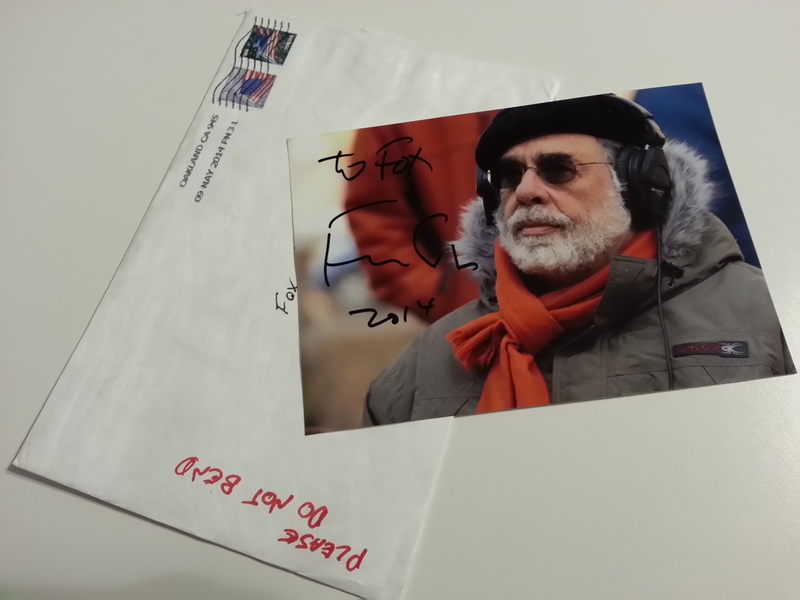 OAKLAND CA 945
09 MAY 2014 PM 3 L
to Fox
2014
Fox
PLEASE
DO NOT BEND